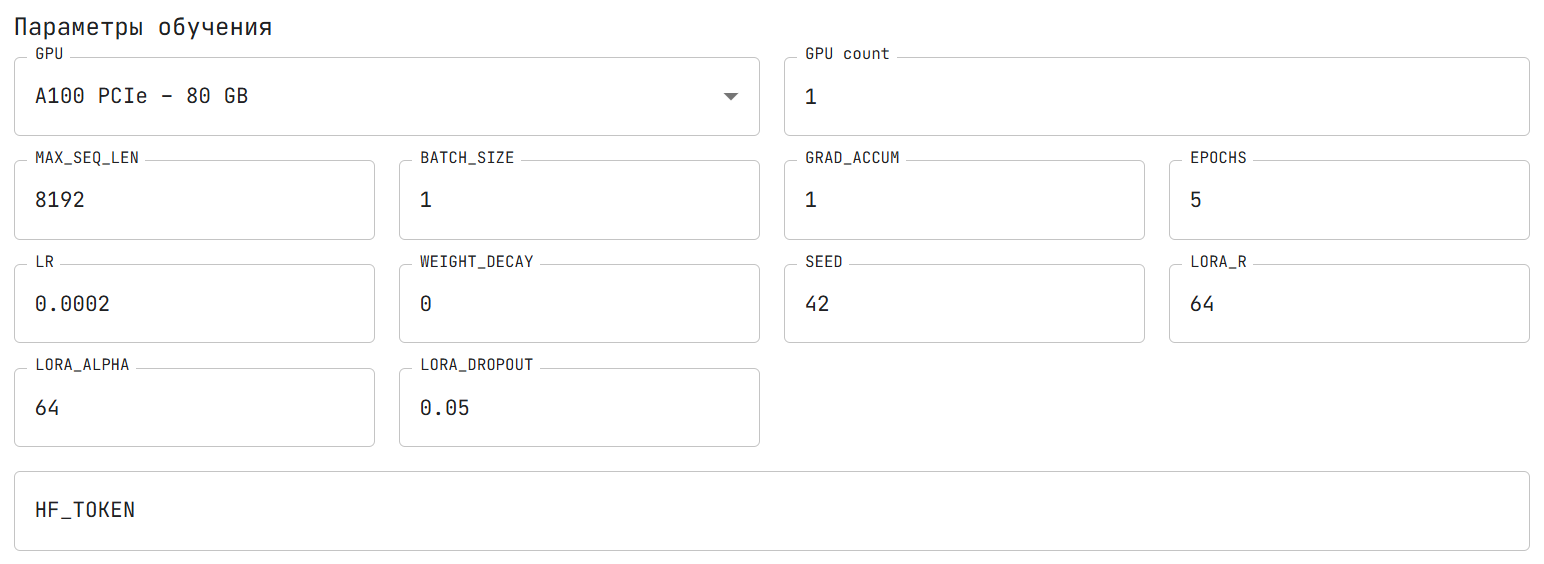 Параметры обучения
GPU
GPU count
A100 PCIe – 80 GB
1
MAX_SEQ_LEN
BATCH_SIZE
GRAD_ACCUM
EPOCHS
8192
1
1
5
LR
WEIGHT_DECAY
SEED
LORA_R
0.0002
0
42
64
LORA_ALPHA
LORA_DROPOUT
64
0.05
HF_TOKEN